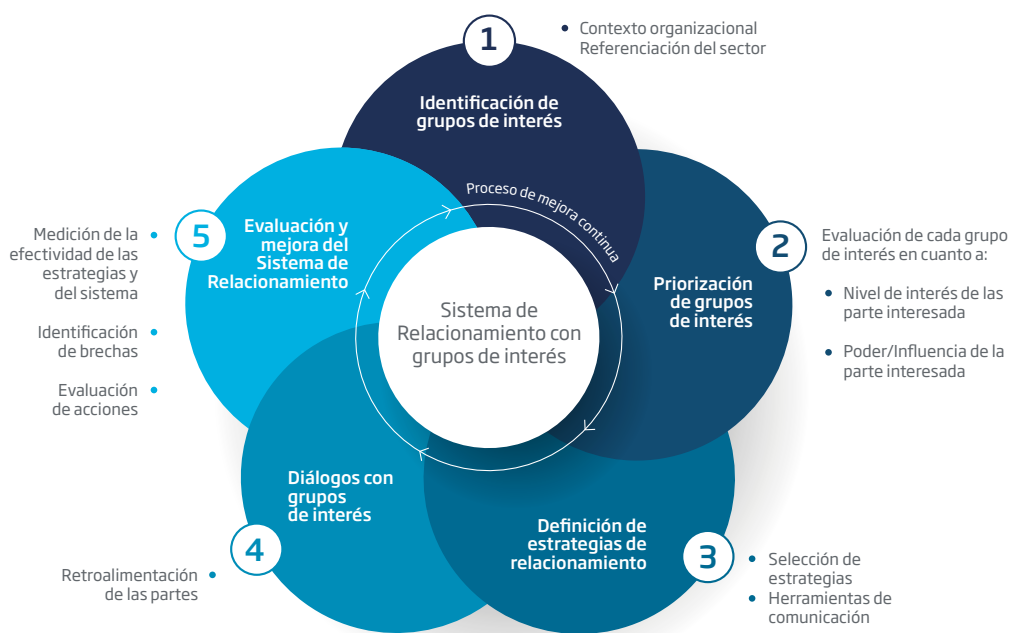 1
Contexto organizacional
Referenciación del sector
Identificación de
grupos de interés
Proceso de mejora continua
2
Evaluación de cada grupo
de interés en cuanto a:
Nivel de interés de las
parte interesada
Poder/Influencia de la
parte interesada
Priorización
de grupos
de interés
Sistema de
Relacionamiento con
grupos de interés
3
Definición de
estrategias de
relacionamiento
Selección de
estrategias
Herramientas de
comunicación
4
Diálogos con
grupos
de interés
Retroalimentación
de las partes
5
Evaluación y
mejora del
Sistema de
Relacionamiento
Medición de la
efectividad de las
estrategias y
del sistema
Identificación
de brechas
Evaluación
de acciones